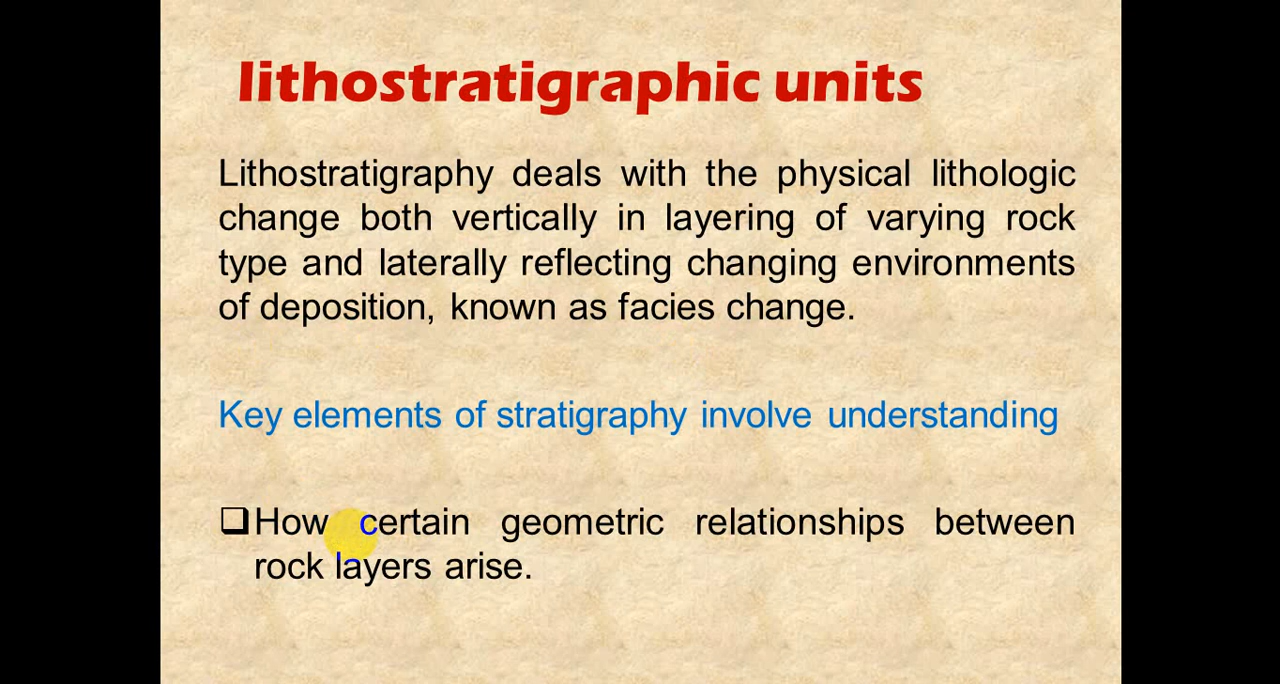 lithostratigraphic units
Lithostratigraphy deals with the physical lithologic
change both vertically in layering of varying rock
type and laterally reflecting changing environments
of deposition, known as facies change.
Key elements of stratigraphy involve understanding
❑How certain geometric relationships between
rock layers arise.